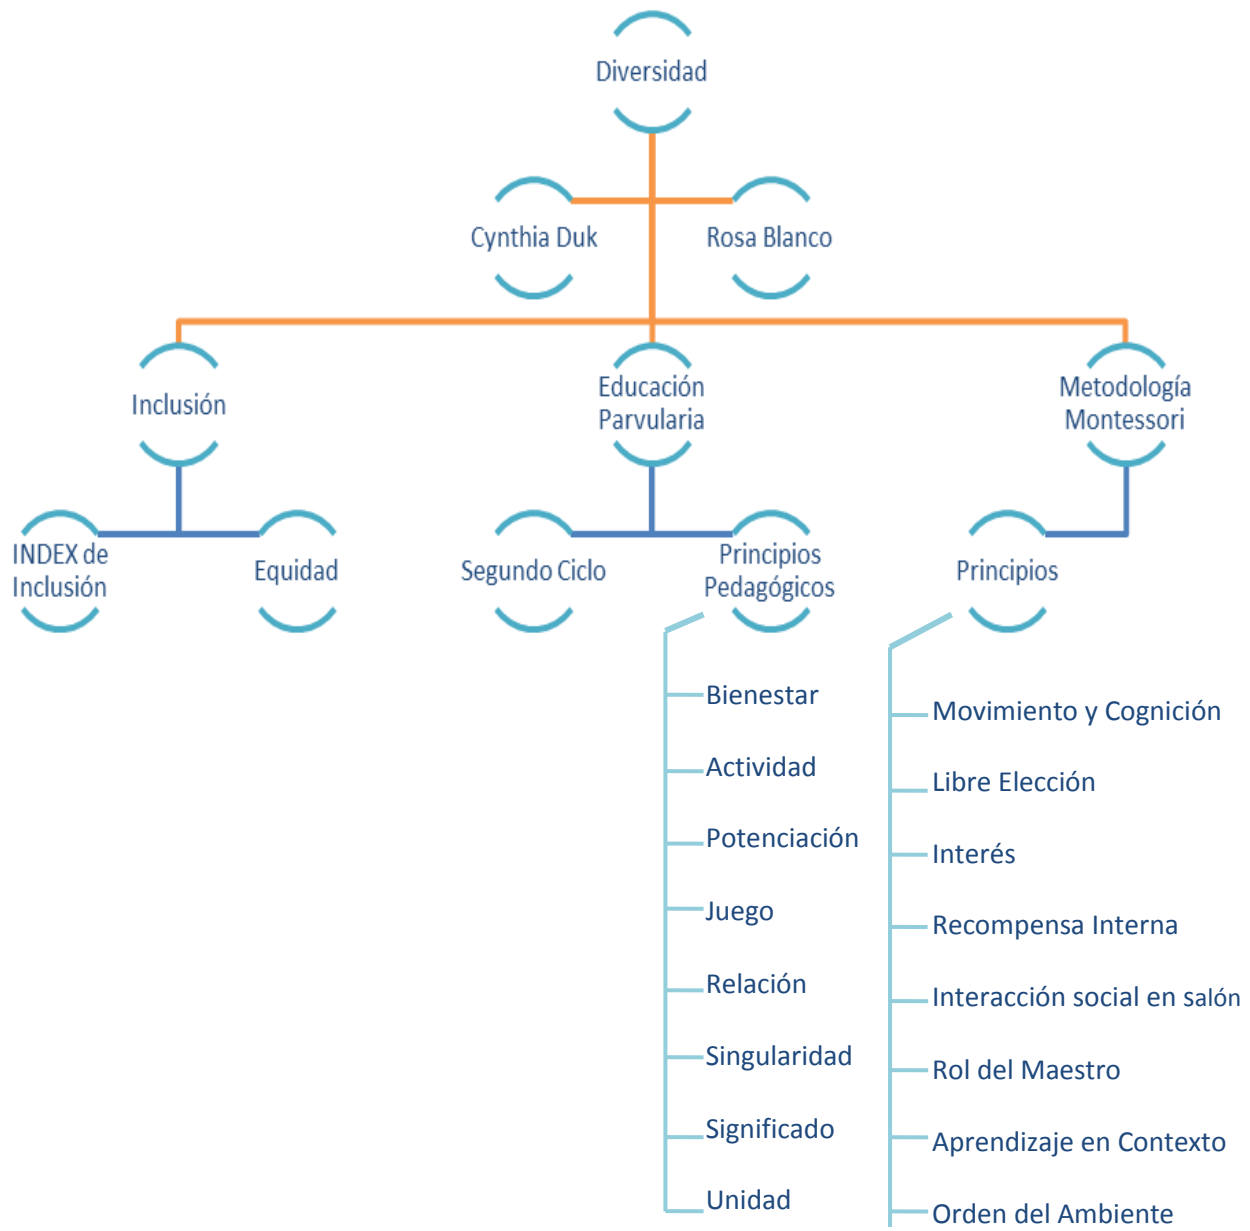 Diversidad
Cynthia Duk
Rosa Blanco
Inclusión
Educación
Parvularia
Metodología
Montessori
INDEX de
Inclusión
Equidad
Segundo Ciclo
Principios
Pedagógicos
Principios
Bienestar
Actividad
Potenciación
Juego
Relación
Singularidad
Significado
Unidad
Movimiento y Cognición
Libre Elección
Interés
Recompensa Interna
Interacción social en salón
Rol del Maestro
Aprendizaje en Contexto
Orden del Ambiente